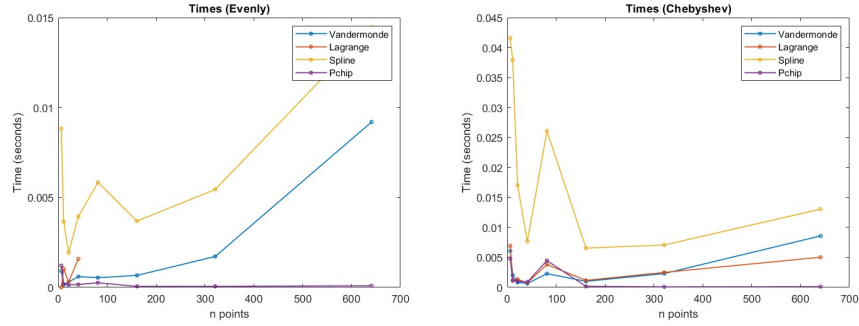 Times (Evenly)
0.015
0.01
0.005
0
Time (seconds)
0 100 200 300 400 500 600 700
n points
Vandermonde
Lagrange
Spline
Pchip
Times (Chebyshev)
0.045
0.04
0.035
0.03
0.025
0.02
0.015
0.01
0.005
0
Time (seconds)
0 100 200 300 400 500 600 700
n points
Vandermonde
Lagrange
Spline
Pchip